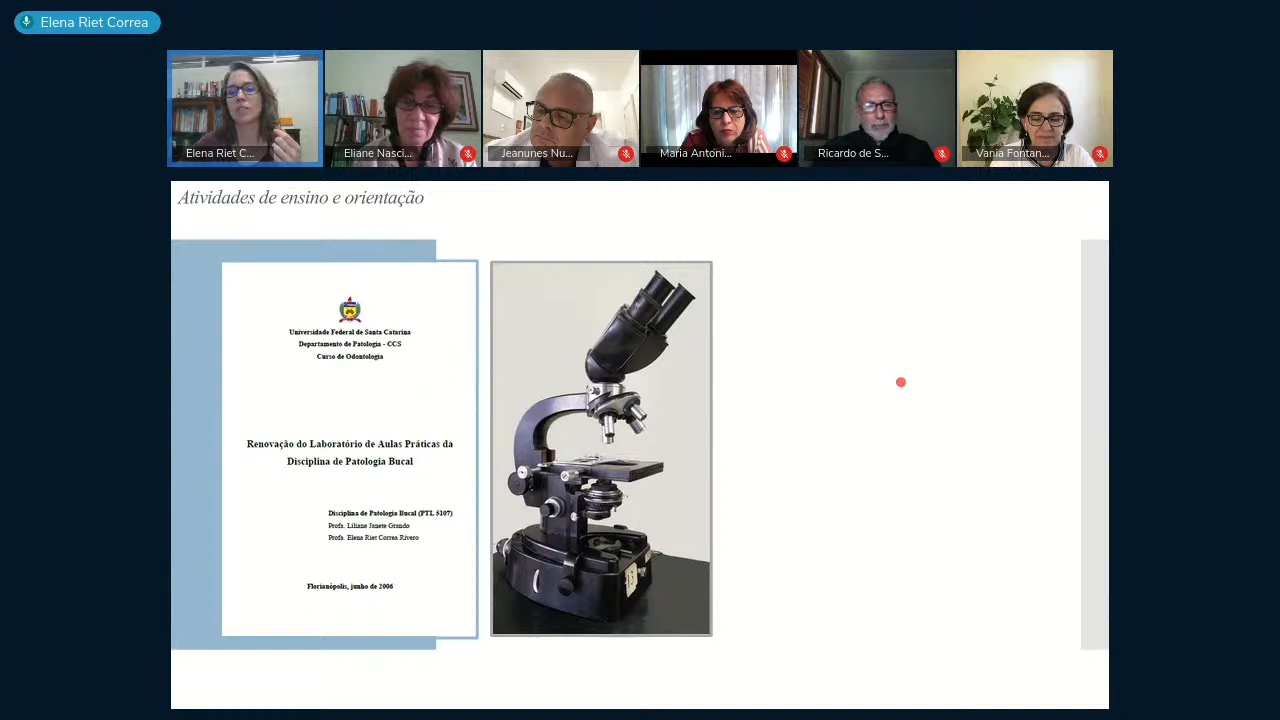 Elena Riet Correa
Elena Riet C...
Eliane Nasci...
Jeanunes Nu...
Maria Antoni...
Ricardo de S...
Vania Fontan...
Atividades de ensino e orientação
Universidade Federal de Santa Catarina
Departamento de Patologia - CCS
Curso de Odontologia
Renovação do Laboratório de Aulas Práticas da
Disciplina de Patologia Bucal
Disciplina de Patologia Bucal (PTL 5107)
Profa. Liliane Janete Grando
Profa. Elena Riet Correa Rivero
Florianópolis, junho de 2006
13